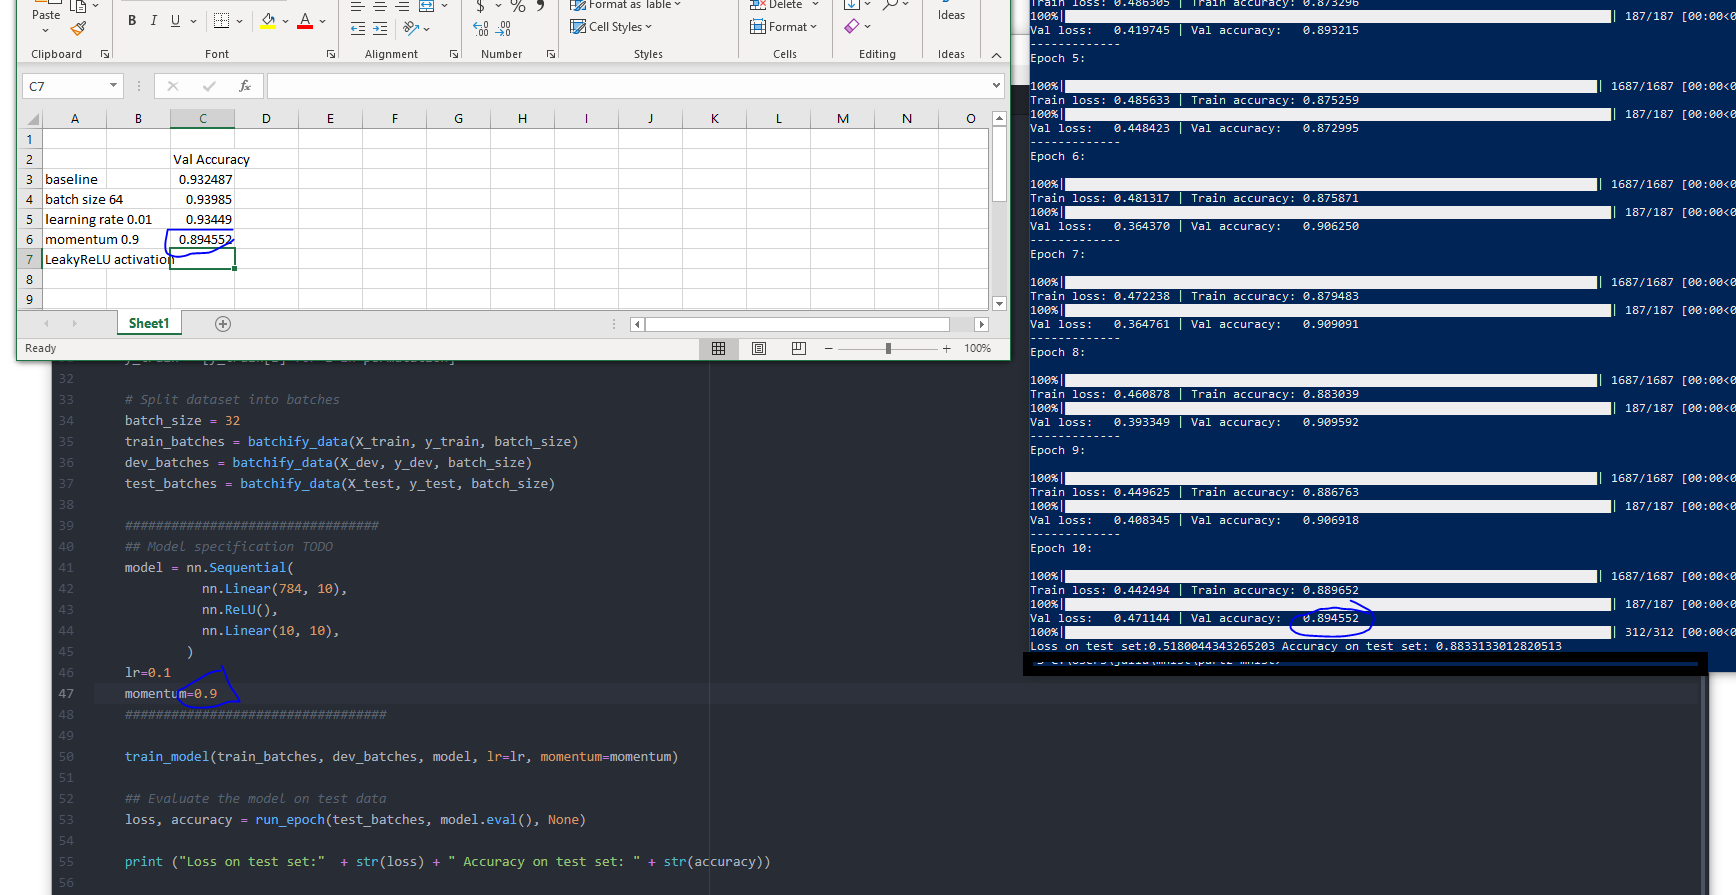 Paste
B I U A
$ % 9
Format as Table
Cell Styles
Delete
Format
Ideas
Clipboard Font Alignment Number Styles Cells Editing Ideas
C7 fx
A B C D E F G H I J K L M N O
1
2 Val Accuracy
3 baseline 0.932487
4 batch size 64 0.93985
5 learning rate 0.01 0.93449
6 momentum 0.9 0.894552
7 LeakyReLU activation
8
9
Sheet1
Ready 100%
32
33 # Split dataset into batches
34 batch_size = 32
35 train_batches = batchify_data(X_train, y_train, batch_size)
36 dev_batches = batchify_data(X_dev, y_dev, batch_size)
37 test_batches = batchify_data(X_test, y_test, batch_size)
38
39 #################################
40 ## Model specification TODO
41 model = nn.Sequential(
42 nn.Linear(784, 10),
43 nn.ReLU(),
44 nn.Linear(10, 10),
45 )
46 lr=0.1
47 momentum=0.9
48 ##################################
49
50 train_model(train_batches, dev_batches, model, lr=lr, momentum=momentum)
51
52 ## Evaluate the model on test data
53 loss, accuracy = run_epoch(test_batches, model.eval(), None)
54
55 print ("Loss on test set:" + str(loss) + " Accuracy on test set: " + str(accuracy))
56
Train loss: 0.486305 | Train accuracy: 0.873296
100%| | 187/187 [00:00<0
Val loss: 0.419745 | Val accuracy: 0.893215
-------------
Epoch 5:
100%| | 1687/1687 [00:00<0
Train loss: 0.485633 | Train accuracy: 0.875259
100%| | 187/187 [00:00<0
Val loss: 0.448423 | Val accuracy: 0.872995
-------------
Epoch 6:
100%| | 1687/1687 [00:00<0
Train loss: 0.481317 | Train accuracy: 0.875871
100%| | 187/187 [00:00<0
Val loss: 0.364370 | Val accuracy: 0.906250
-------------
Epoch 7:
100%| | 1687/1687 [00:00<0
Train loss: 0.472238 | Train accuracy: 0.879483
100%| | 187/187 [00:00<0
Val loss: 0.364761 | Val accuracy: 0.909091
-------------
Epoch 8:
100%| | 1687/1687 [00:00<0
Train loss: 0.460878 | Train accuracy: 0.883039
100%| | 187/187 [00:00<0
Val loss: 0.393349 | Val accuracy: 0.909592
-------------
Epoch 9:
100%| | 1687/1687 [00:00<0
Train loss: 0.449625 | Train accuracy: 0.886763
100%| | 187/187 [00:00<0
Val loss: 0.408345 | Val accuracy: 0.906918
-------------
Epoch 10:
100%| | 1687/1687 [00:00<0
Train loss: 0.442494 | Train accuracy: 0.889652
100%| | 187/187 [00:00<0
Val loss: 0.471144 | Val accuracy: 0.894552
100%| | 312/312 [00:00<0
Loss on test set:0.5180044343265203 Accuracy on test set: 0.8833133012820513